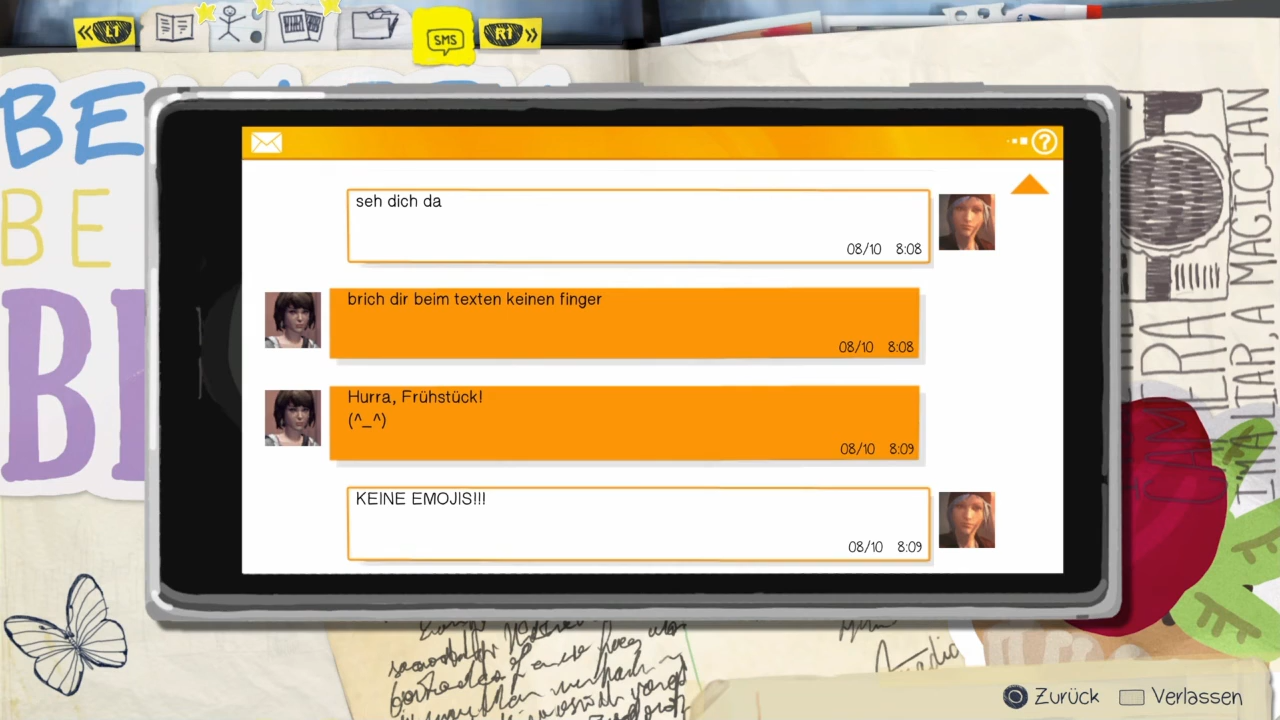 L1
SMS
R1
BE
BE
seh dich da
08/10 8:08
brich dir beim texten keinen finger
08/10 8:08
Hurra, Frühstück!
(^_^)
08/10 8:09
KEINE EMOJIS!!!
08/10 8:09
CAMERA
I'M A LIAR, A MAGICIAN
Zurück
Verlassen